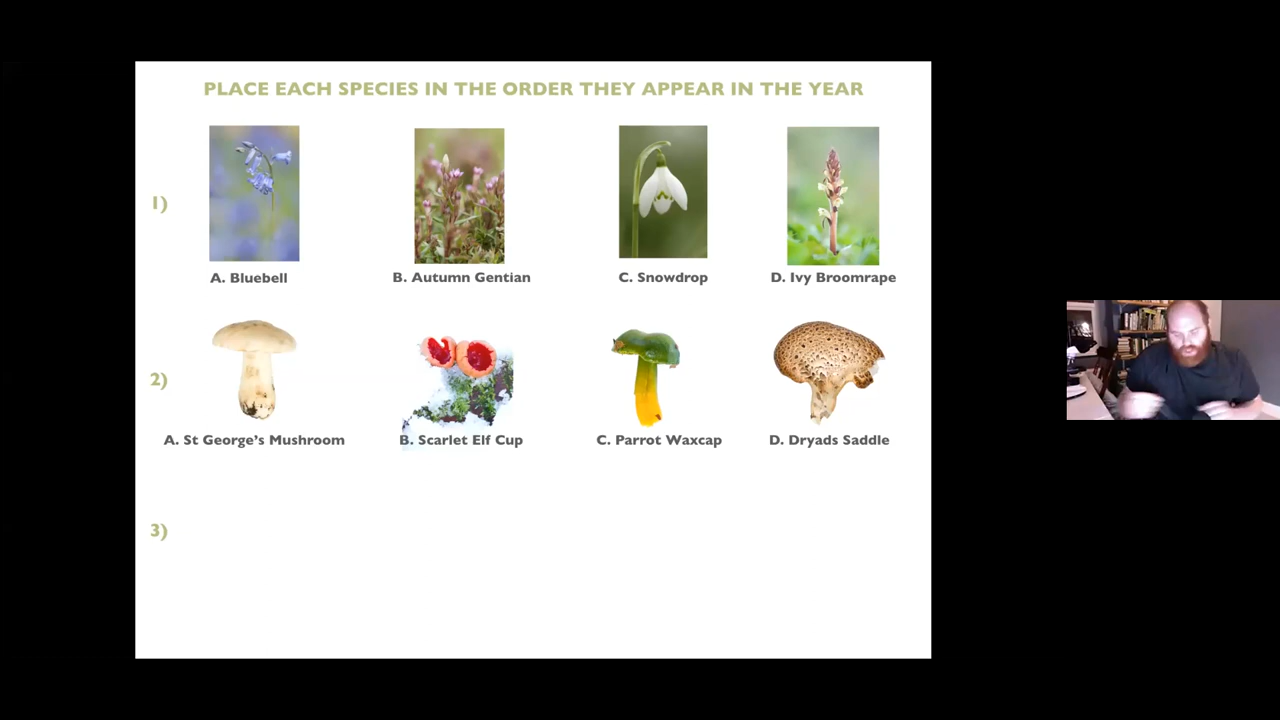 PLACE EACH SPECIES IN THE ORDER THEY APPEAR IN THE YEAR
1)
A. Bluebell
B. Autumn Gentian
C. Snowdrop
D. Ivy Broomrape
2)
A. St George's Mushroom
B. Scarlet Elf Cup
C. Parrot Waxcap
D. Dryads Saddle
3)